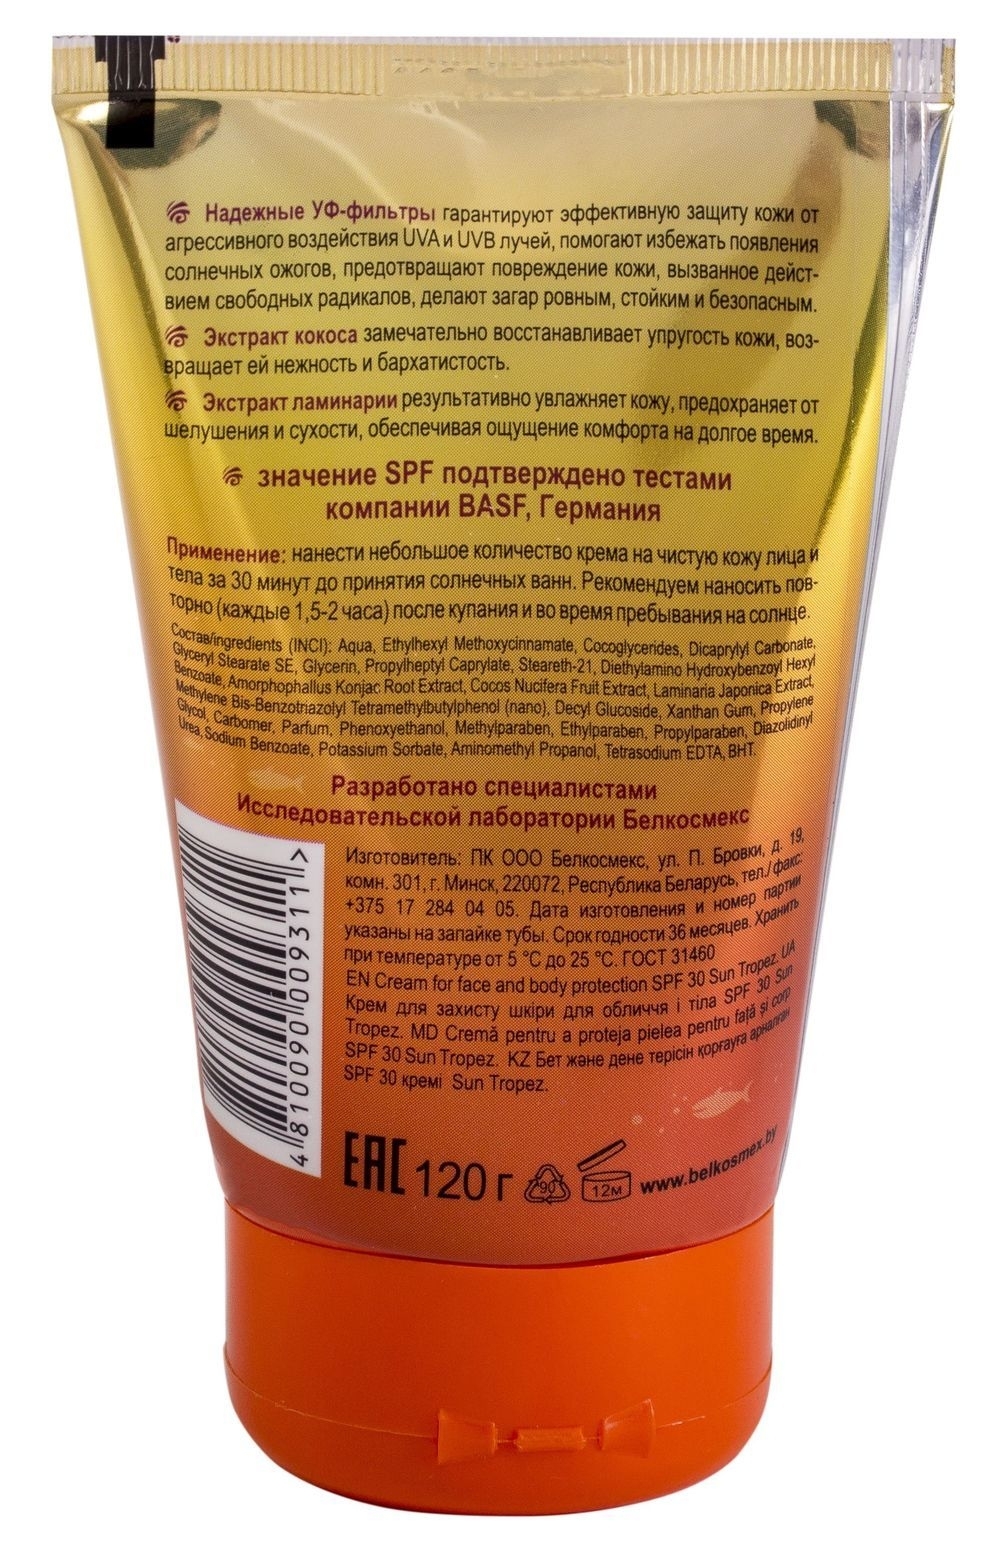 Надежные УФ-фильтры гарантируют эффективную защиту кожи от
агрессивного воздействия UVA и UVB лучей, помогают избежать появления
солнечных ожогов, предотвращают повреждение кожи, вызванное дейст-
вием свободных радикалов, делают загар ровным, стойким и безопасным.
Экстракт кокоса замечательно восстанавливает упругость кожи, воз-
вращает ей нежность и бархатистость.
Экстракт ламинарии результативно увлажняет кожу, предохраняет от
шелушения и сухости, обеспечивая ощущение комфорта на долгое время.
значение SPF подтверждено тестами
компании BASF, Германия
Применение: нанести небольшое количество крема на чистую кожу лица и
тела за 30 минут до принятия солнечных ванн. Рекомендуем наносить пов-
торно (каждые 1,5-2 часа) после купания и во время пребывания на солнце.
Состав/ingredients (INCI): Aqua, Ethylhexyl Methoxycinnamate, Cocoglycerides, Dicaprylyl Carbonate,
Glyceryl Stearate SE, Glycerin, Propylheptyl Caprylate, Steareth-21, Diethylamino Hydroxybenzoyl Hexyl
Benzoate, Amorphophallus Konjac Root Extract, Cocos Nucifera Fruit Extract, Laminaria Japonica Extract,
Methylene Bis-Benzotriazolyl Tetramethylbutylphenol (nano), Decyl Glucoside, Xanthan Gum, Propylene
Glycol, Carbomer, Parfum, Phenoxyethanol, Methylparaben, Ethylparaben, Propylparaben, Diazolidinyl
Urea, Sodium Benzoate, Potassium Sorbate, Aminomethyl Propanol, Tetrasodium EDTA, BHT.
Разработано специалистами
Исследовательской лаборатории Белкосмекс
Изготовитель: ПК ООО Белкосмекс, ул. П. Бровки, д. 19,
комн. 301, г. Минск, 220072, Республика Беларусь, тел./факс:
+375 17 284 04 05. Дата изготовления и номер партии
указаны на запайке тубы. Срок годности 36 месяцев. Хранить
при температуре от 5 °C до 25 °C. ГОСТ 31460
EN Cream for face and body protection SPF 30 Sun Tropez. UA
Крем для захисту шкіри для обличчя і тіла SPF 30 Sun
Tropez. MD Cremă pentru a proteja pielea pentru față și corp
SPF 30 Sun Tropez. KZ Бет және дене терісін қорғауға арналған
SPF 30 кремі Sun Tropez.
4 810090 009311 >
EAC 120 г 90 12м www.belkosmex.by